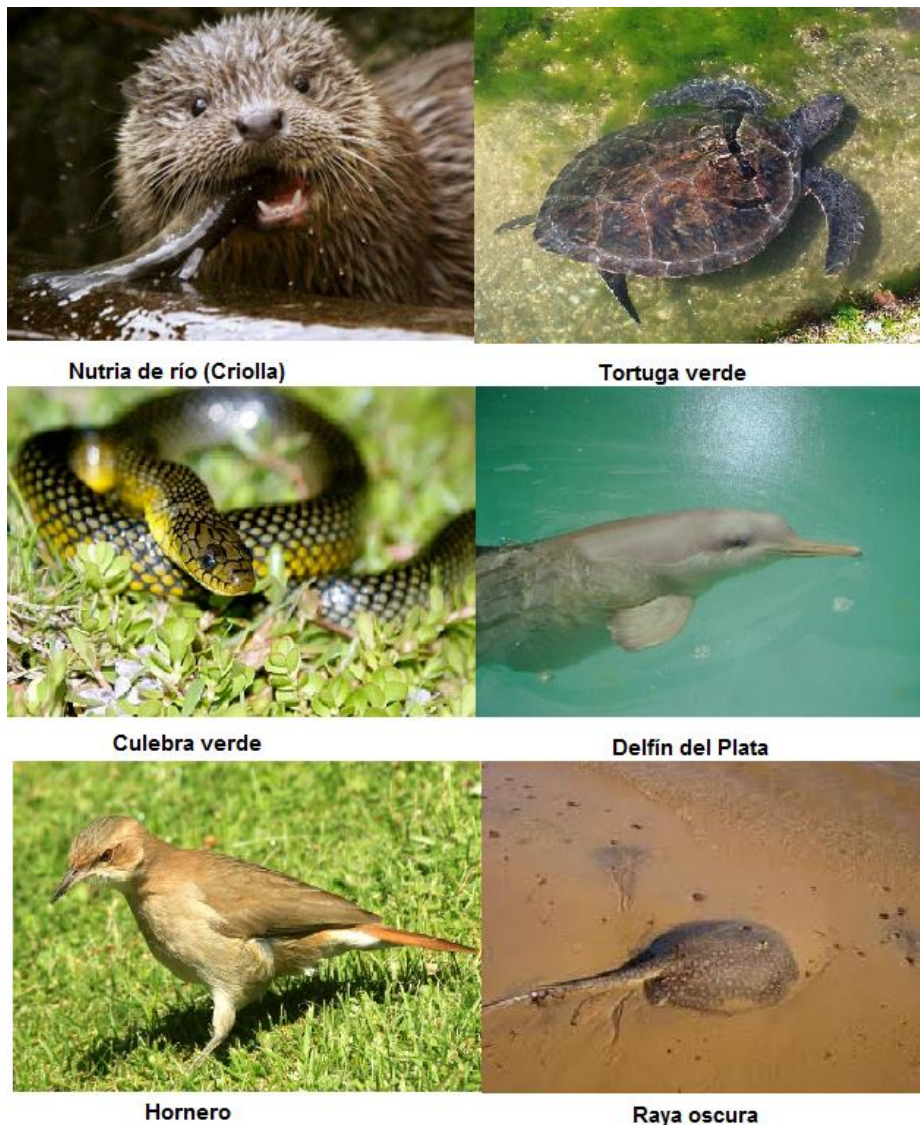 Nutria de río (Criolla)
Tortuga verde
Culebra verde
Delfín del Plata
Hornero
Raya oscura